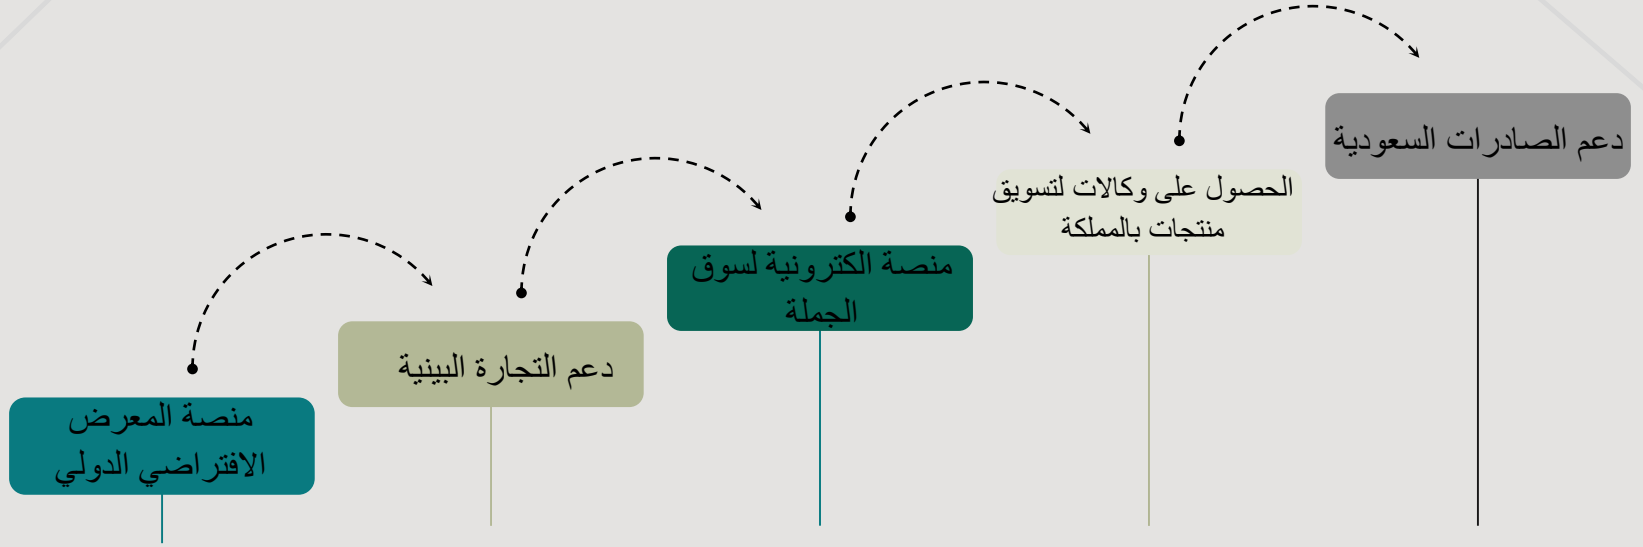 منصة المعرض
الافتراضي الدولي
دعم التجارة البينية
منصة الكترونية لسوق
الجملة
الحصول على وكالات لتسويق
منتجات بالمملكة
دعم الصادرات السعودية